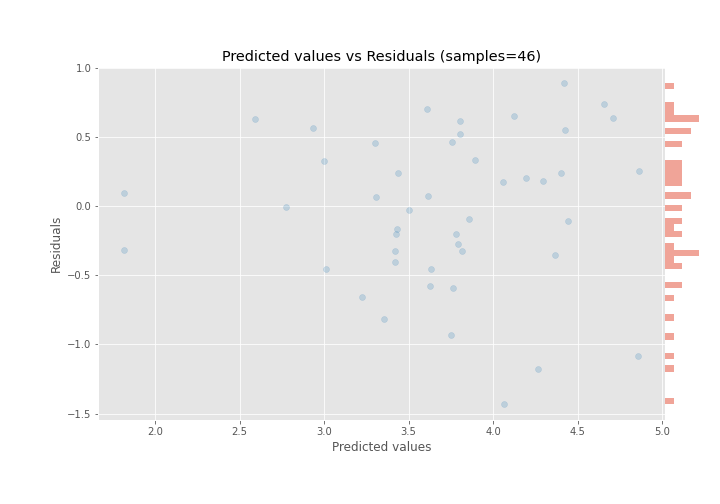 Predicted values vs Residuals (samples=46)
1.0
0.5
0.0
−0.5
−1.0
−1.5
Residuals
2.0 2.5 3.0 3.5 4.0 4.5 5.0
Predicted values